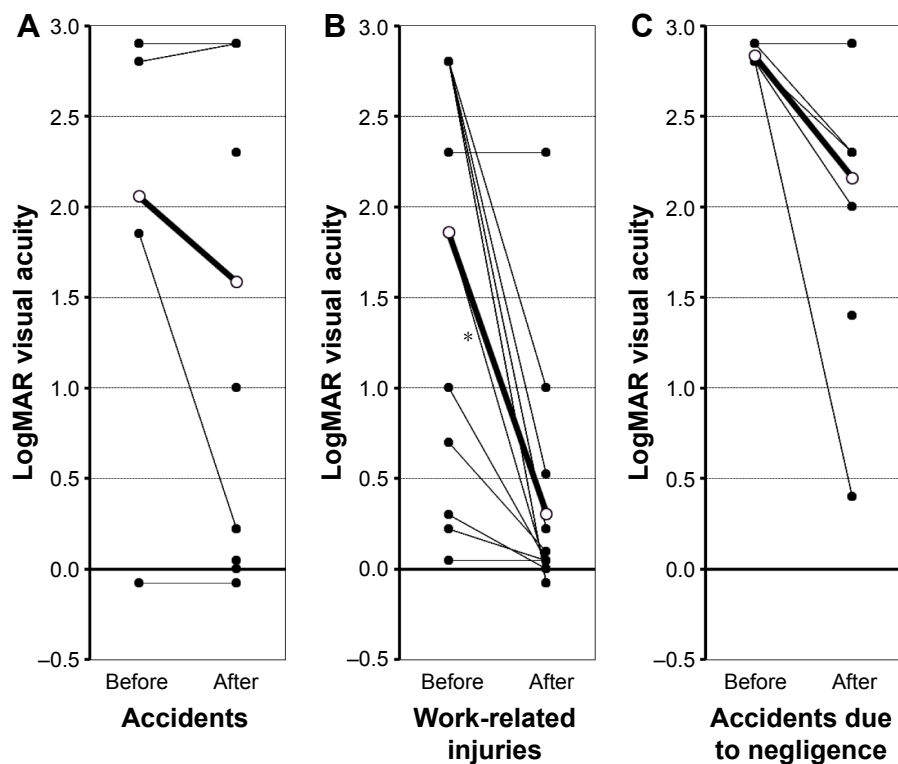 A
LogMAR visual acuity
3.0
2.5
2.0
1.5
1.0
0.5
0.0
–0.5
Before After
Accidents
B
LogMAR visual acuity
3.0
2.5
2.0
1.5
1.0
0.5
0.0
–0.5
*
Before After
Work-related
injuries
C
LogMAR visual acuity
3.0
2.5
2.0
1.5
1.0
0.5
0.0
–0.5
Before After
Accidents due
to negligence